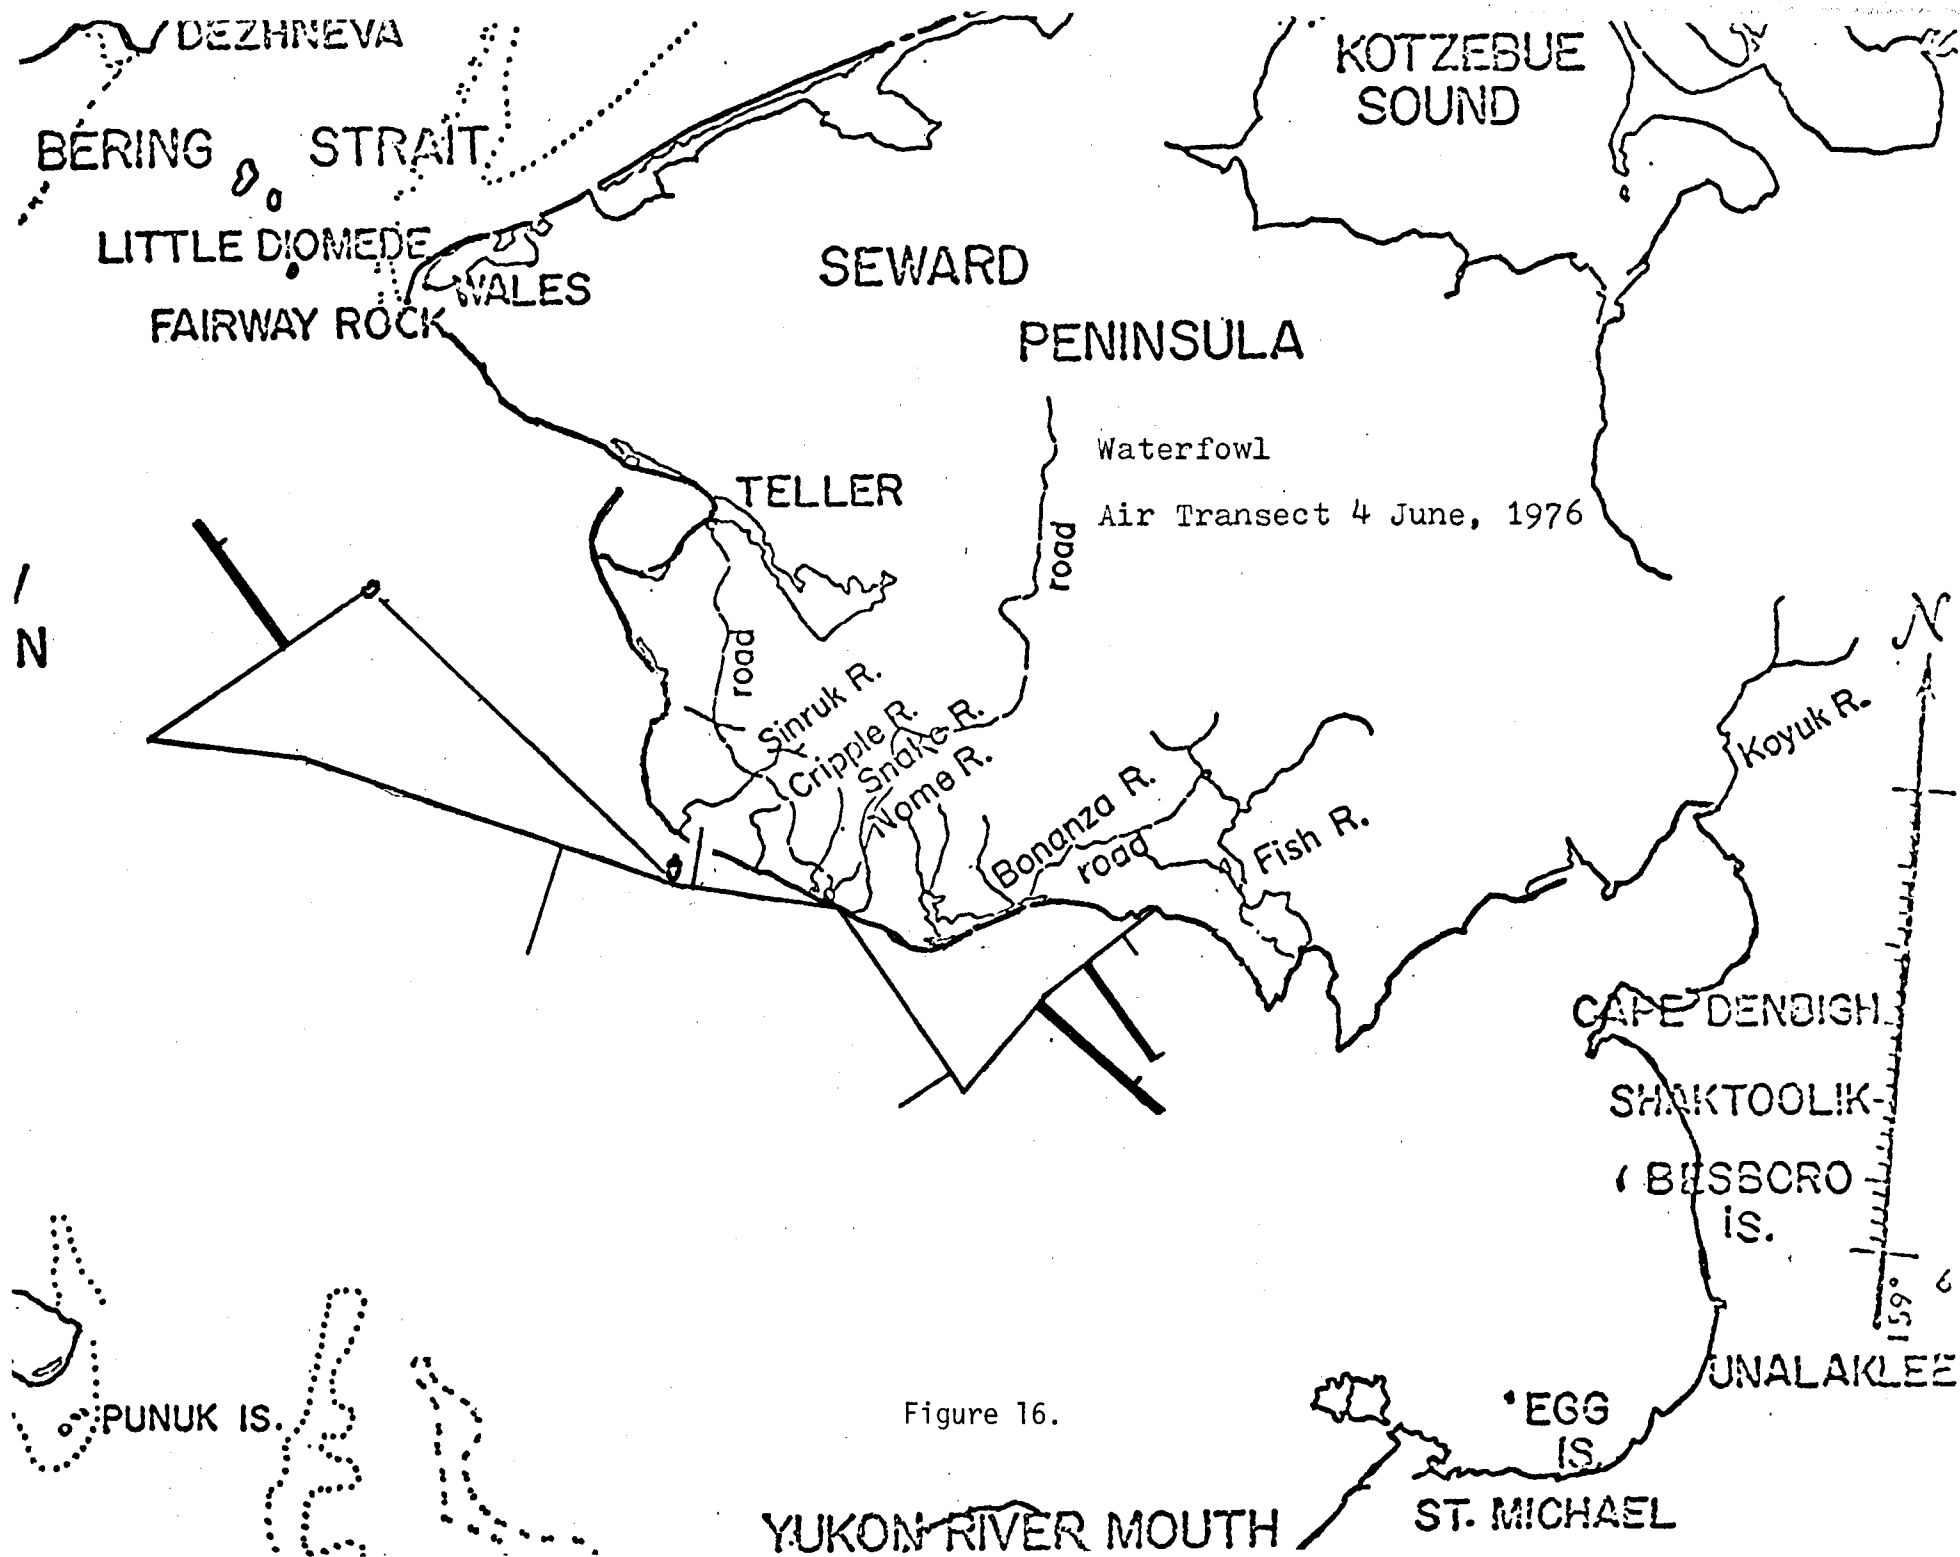 DEZHNEVA
KOTZEBUE
SOUND
BERING STRAIT
LITTLE DIOMEDE
WALES
FAIRWAY ROCK
SEWARD
PENINSULA
Waterfowl
Air Transect 4 June, 1976
TELLER
road
road
/
N
N
Sinruk R.
Cripple R.
Snake R.
Nome R.
Bonanza R.
road
Fish R.
Koyuk R.
CAPE DENBIGH
SHAKTOOLIK
BESBORO
IS.
159°
6
UNALAKLEE
PUNUK IS.
Figure 16.
EGG
IS.
ST. MICHAEL
YUKON RIVER MOUTH